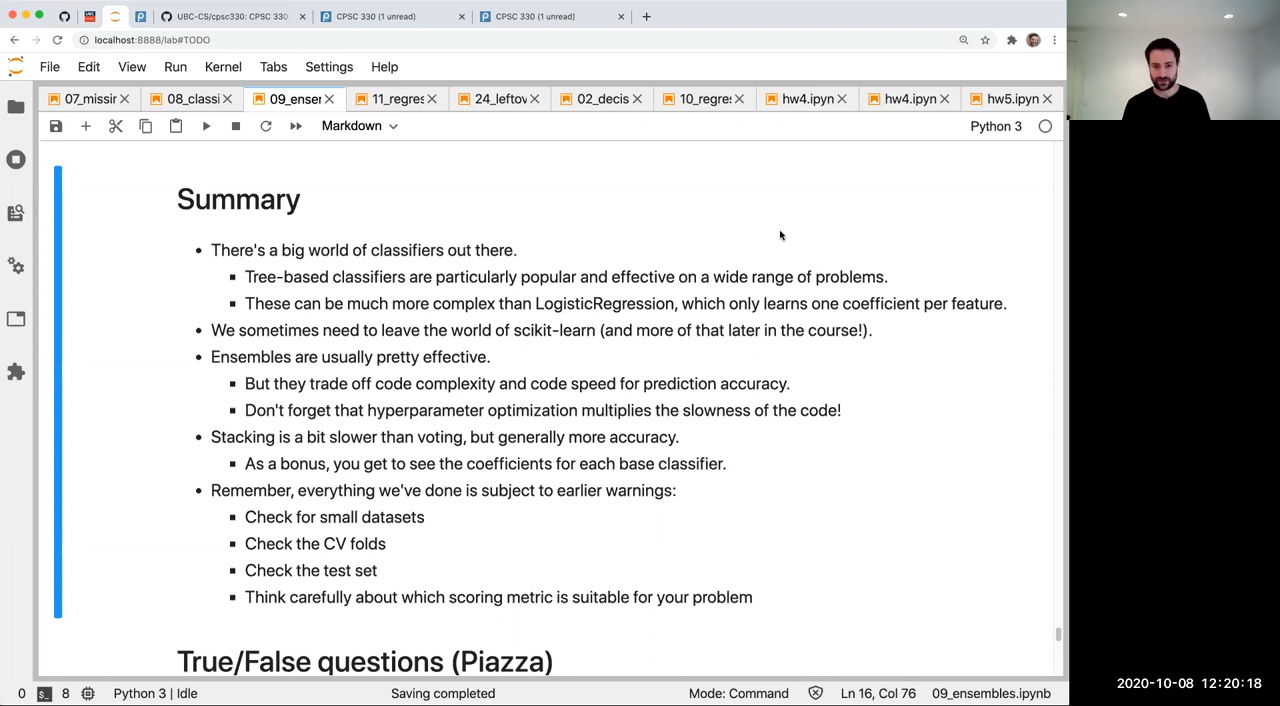 UBC-CS/cpsc330: CPSC 330:
CPSC 330 (1 unread)
CPSC 330 (1 unread)
localhost:8888/lab#TODO
File Edit View Run Kernel Tabs Settings Help
07_missir
08_classi
09_enser
11_regres
24_leftov
02_decis
10_regre:
hw4.ipyn
hw4.ipyn
hw5.ipyn
Markdown
Python 3
Summary
There's a big world of classifiers out there.
Tree-based classifiers are particularly popular and effective on a wide range of problems.
These can be much more complex than LogisticRegression, which only learns one coefficient per feature.
We sometimes need to leave the world of scikit-learn (and more of that later in the course!).
Ensembles are usually pretty effective.
But they trade off code complexity and code speed for prediction accuracy.
Don't forget that hyperparameter optimization multiplies the slowness of the code!
Stacking is a bit slower than voting, but generally more accuracy.
As a bonus, you get to see the coefficients for each base classifier.
Remember, everything we've done is subject to earlier warnings:
Check for small datasets
Check the CV folds
Check the test set
Think carefully about which scoring metric is suitable for your problem
True/False questions (Piazza)
0 8 Python 3 | Idle Saving completed Mode: Command Ln 16, Col 76 09_ensembles.ipynb
2020-10-08 12:20:18